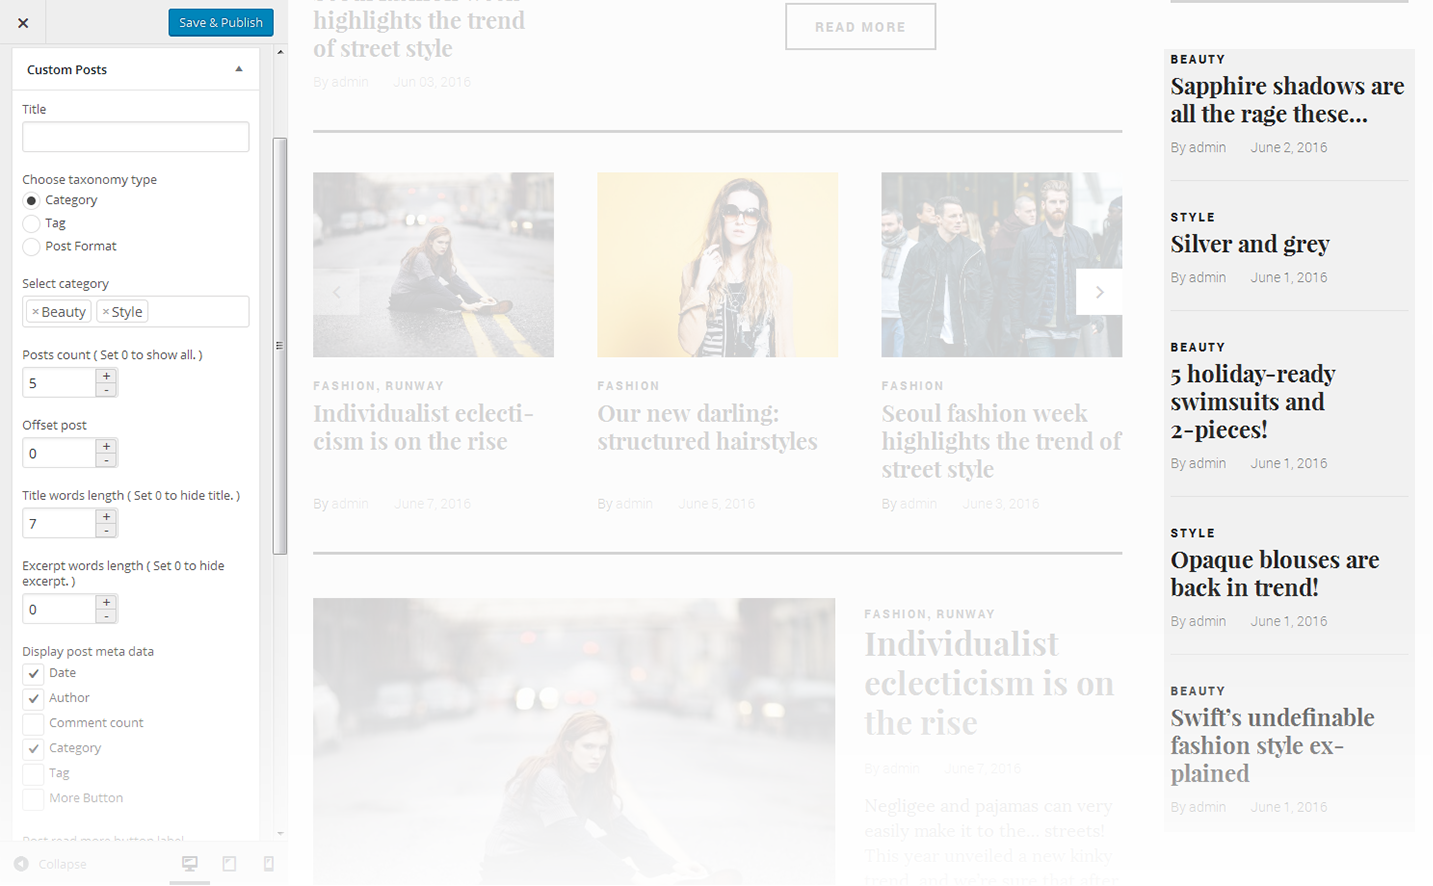 Save & Publish
Custom Posts
Title
Choose taxonomy type
Category
Tag
Post Format
Select category
× Beauty × Style
Posts count ( Set 0 to show all. )
5
+
-
Offset post
0
+
-
Title words length ( Set 0 to hide title. )
7
+
-
Excerpt words length ( Set 0 to hide
excerpt. )
0
+
-
Display post meta data
Date
Author
Comment count
Category
Tag
More Button
Post read more button label
Collapse
highlights the trend
of street style
By admin Jun 03, 2016
READ MORE
FASHION, RUNWAY
Individualist eclecti-
cism is on the rise
By admin June 7, 2016
FASHION
Our new darling:
structured hairstyles
By admin June 5, 2016
FASHION
Seoul fashion week
highlights the trend of
street style
By admin June 3, 2016
FASHION, RUNWAY
Individualist
eclecticism is on
the rise
By admin June 7, 2016
Negligee and pajamas can very
easily make it to the... streets!
This year unveiled a new kinky
trend, and we're sure that after
BEAUTY
Sapphire shadows are
all the rage these...
By admin June 2, 2016
STYLE
Silver and grey
By admin June 1, 2016
BEAUTY
5 holiday-ready
swimsuits and
2-pieces!
By admin June 1, 2016
STYLE
Opaque blouses are
back in trend!
By admin June 1, 2016
BEAUTY
Swift's undefinable
fashion style ex-
plained
By admin June 1, 2016